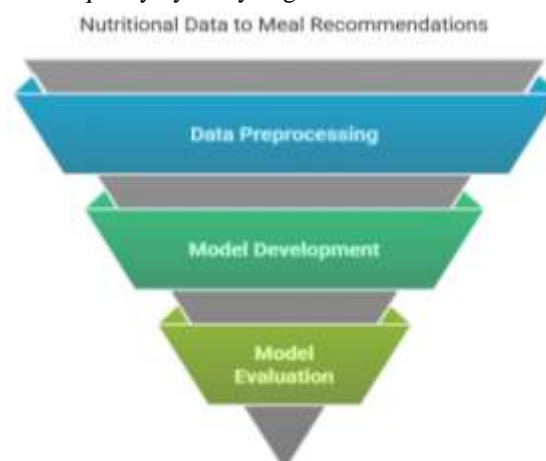 Nutritional Data to Meal Recommendations
Data Preprocessing
Model Development
Model
Evaluation